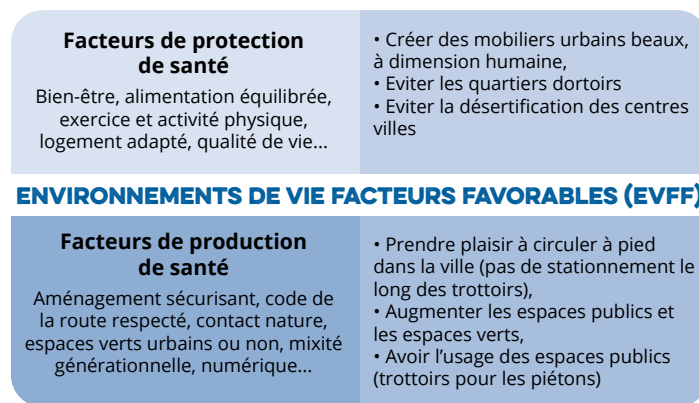 Facteurs de protection
de santé
Bien-être, alimentation équilibrée,
exercice et activité physique,
logement adapté, qualité de vie...
• Créer des mobiliers urbains beaux,
à dimension humaine,
• Eviter les quartiers dortoirs
• Eviter la désertification des centres
villes
ENVIRONNEMENTS DE VIE FACTEURS FAVORABLES (EVFF)
Facteurs de production
de santé
Aménagement sécurisant, code de
la route respecté, contact nature,
espaces verts urbains ou non, mixité
générationnelle, numérique...
• Prendre plaisir à circuler à pied
dans la ville (pas de stationnement le
long des trottoirs),
• Augmenter les espaces publics et
les espaces verts,
• Avoir l’usage des espaces publics
(trottoirs pour les piétons)